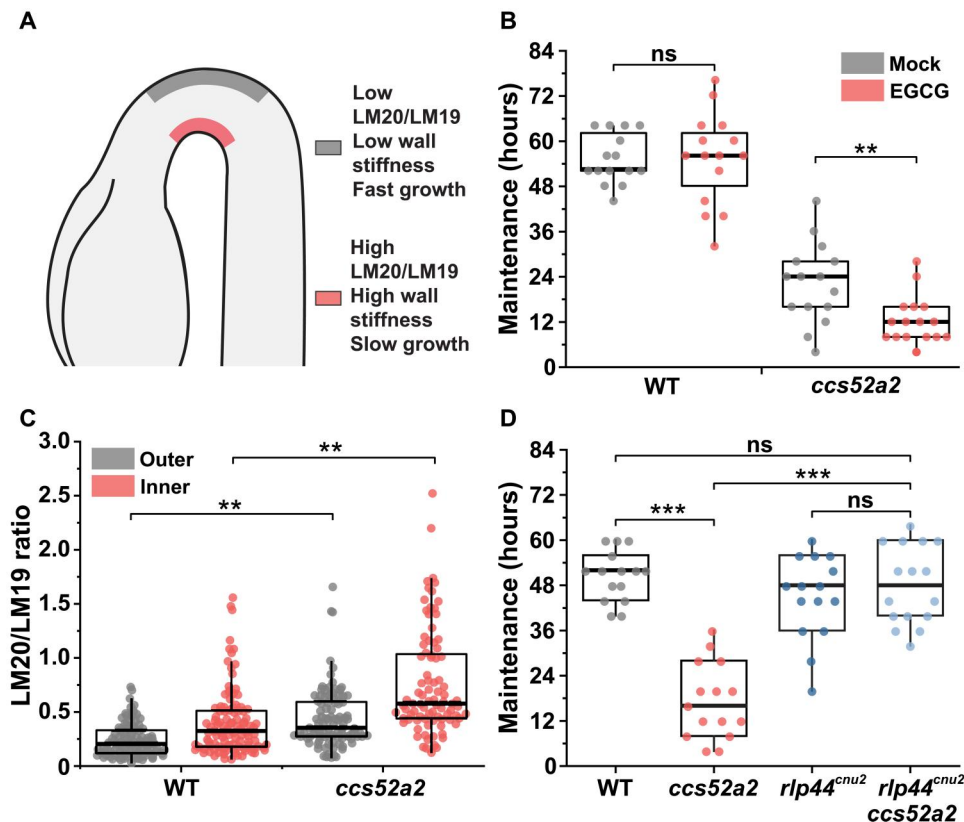 A
Low
LM20/LM19
Low wall
stiffness
Fast growth
High
LM20/LM19
High wall
stiffness
Slow growth
B
Maintenance (hours)
84
72
60
48
36
24
12
0
ns
Mock
EGCG
**
WT
ccs52a2
C
LM20/LM19 ratio
3.0
2.5
2.0
1.5
1.0
0.5
0
Outer
Inner
**
**
WT
ccs52a2
D
Maintenance (hours)
84
72
60
48
36
24
12
0
ns
***
***
ns
WT
ccs52a2
rlp44cnu2
rlp44cnu2
ccs52a2